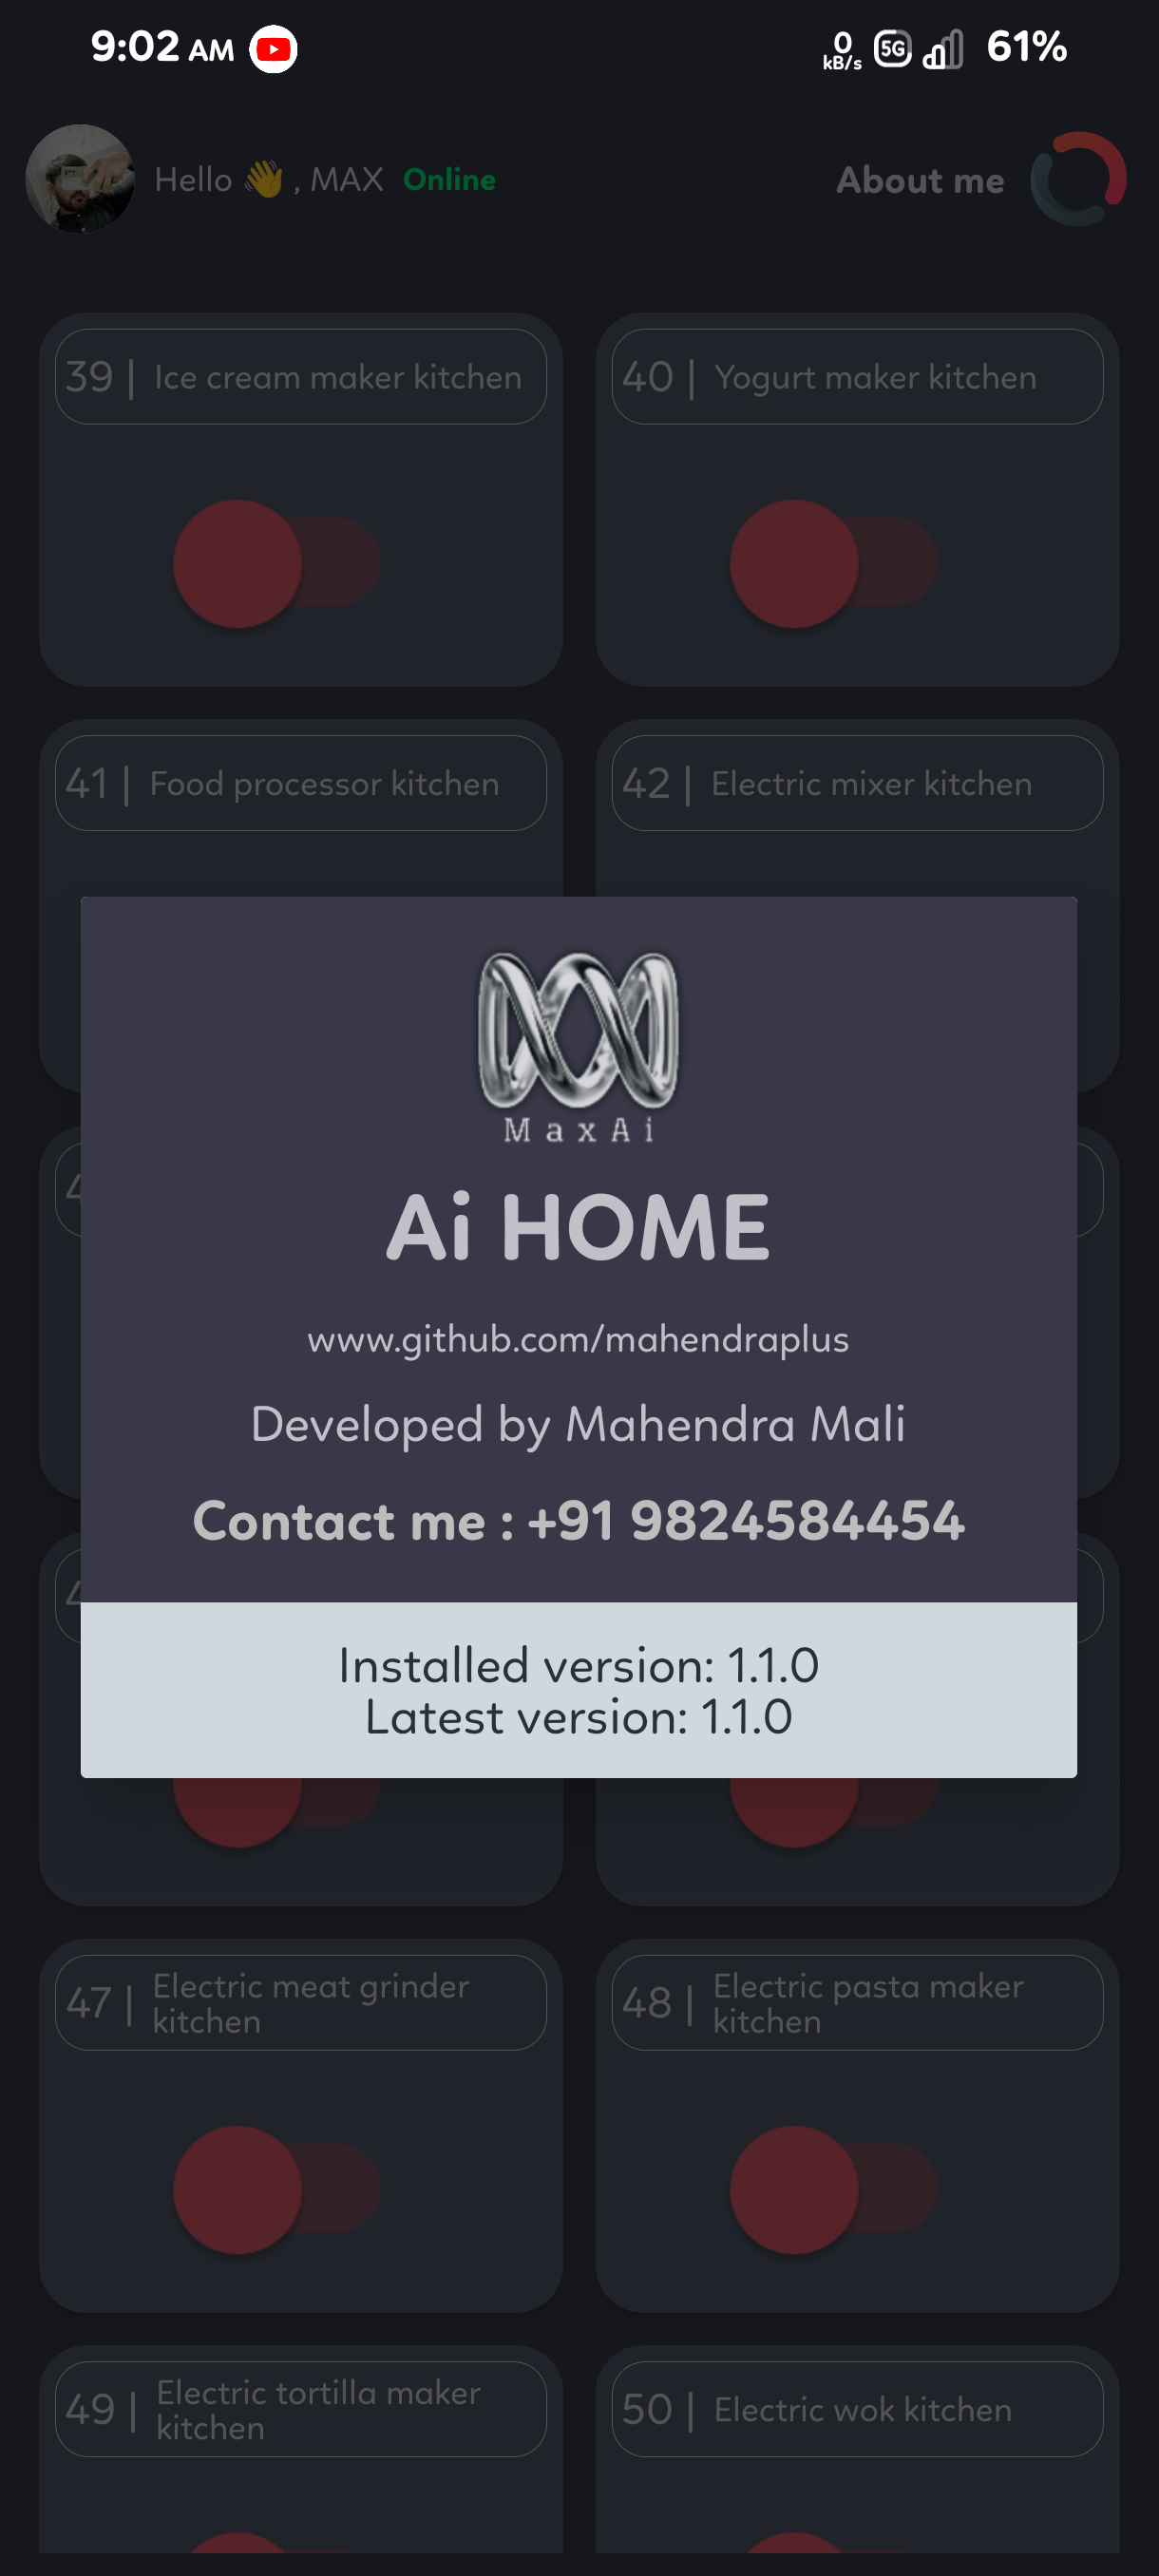 9:02 AM
0
kB/s
5G
61%
Hello 👋 , MAX Online
About me
39 | Ice cream maker kitchen
40 | Yogurt maker kitchen
41 | Food processor kitchen
42 | Electric mixer kitchen
MaxAi
Ai HOME
www.github.com/mahendraplus
Developed by Mahendra Mali
Contact me : +91 9824584454
Installed version: 1.1.0
Latest version: 1.1.0
47 | Electric meat grinder
kitchen
48 | Electric pasta maker
kitchen
49 | Electric tortilla maker
kitchen
50 | Electric wok kitchen